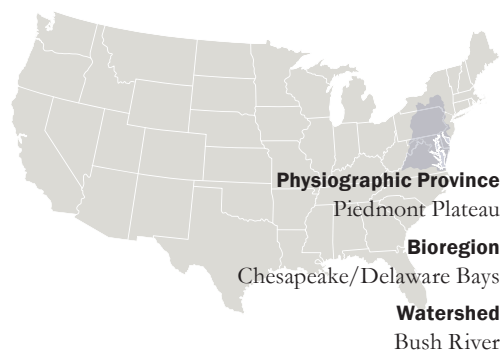 Physiographic Province
Piedmont Plateau
Bioregion
Chesapeake/Delaware Bays
Watershed
Bush River